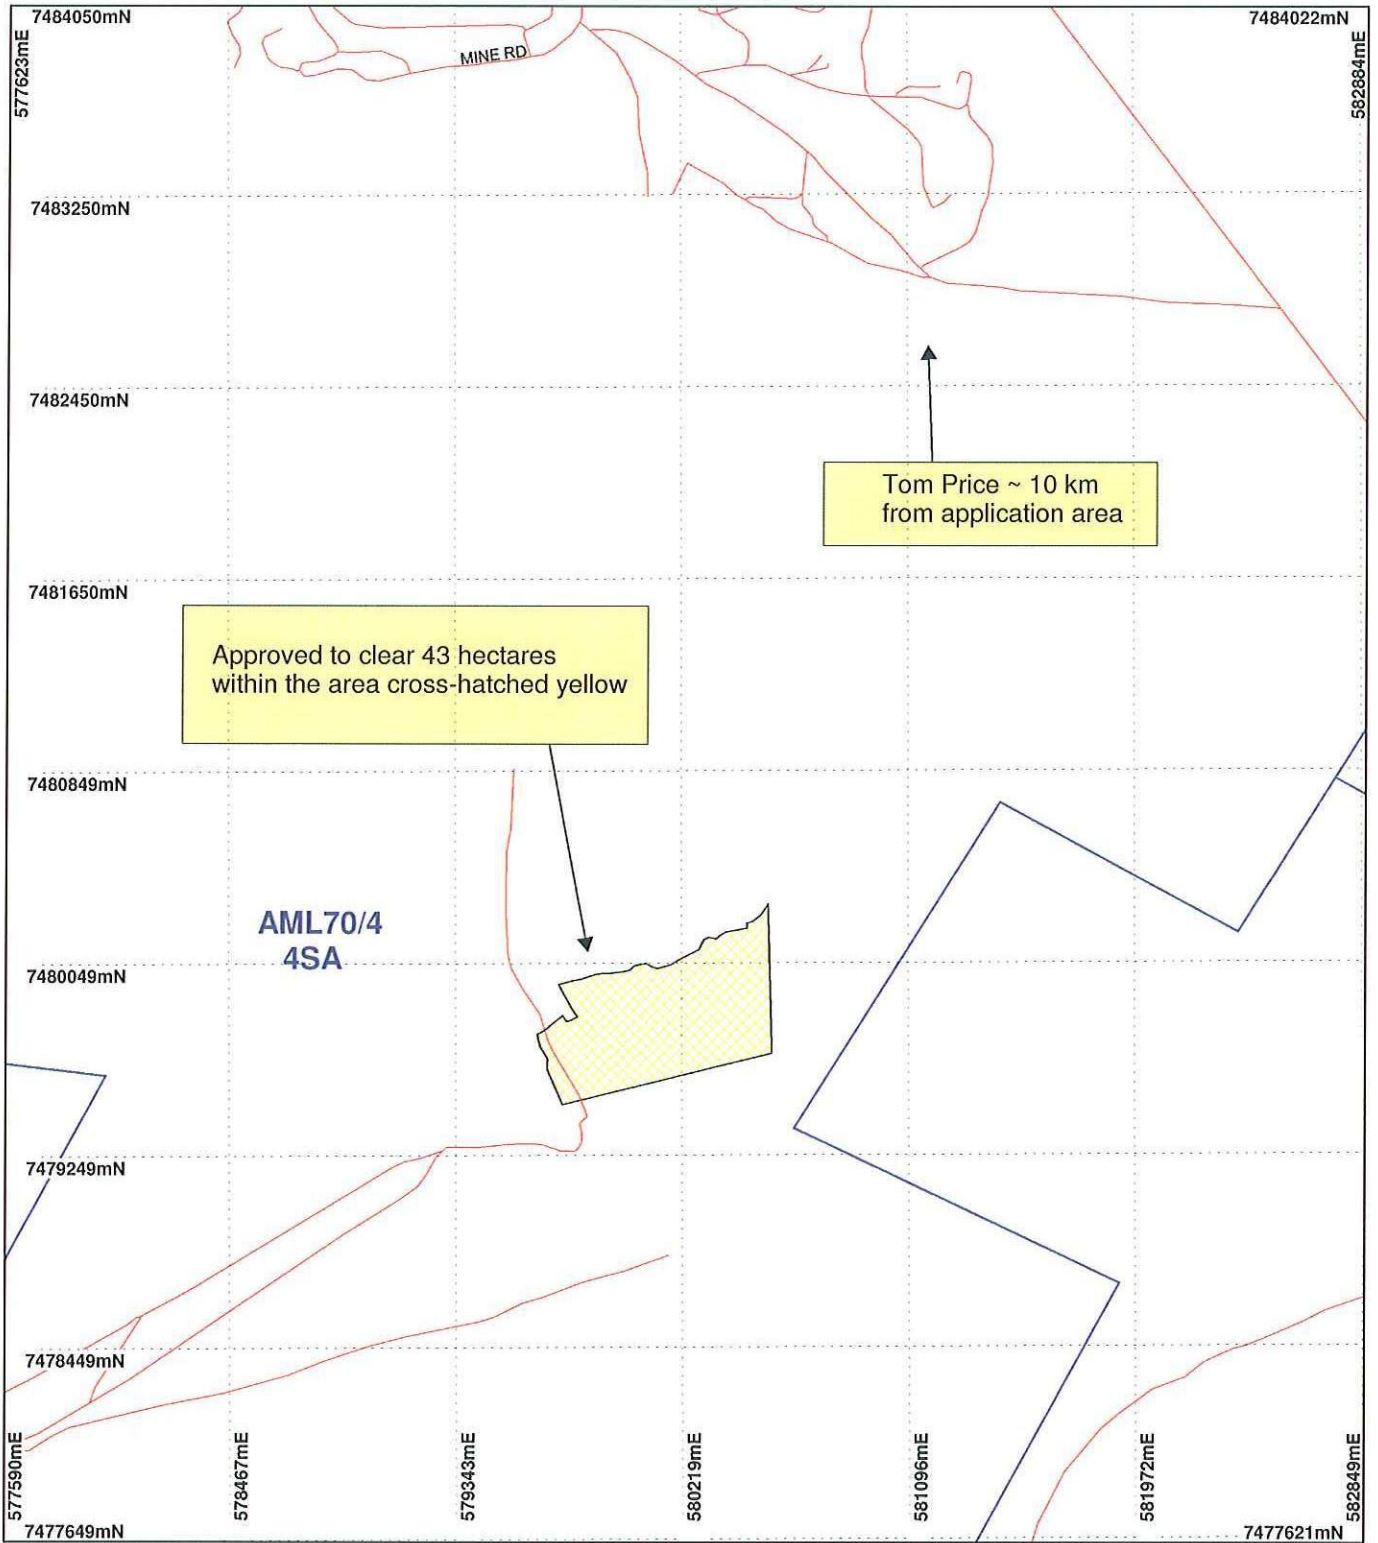 7484050mN
7484022mN
577623mE
582884mE
MINE RD
7483250mN
7482450mN
Tom Price ~ 10 km
from application area
7481650mN
Approved to clear 43 hectares
within the area cross-hatched yellow
7480849mN
AML70/4
4SA
7480049mN
7479249mN
7478449mN
577590mE
578467mE
579343mE
580219mE
581096mE
581972mE
582849mE
7477649mN
7477621mN